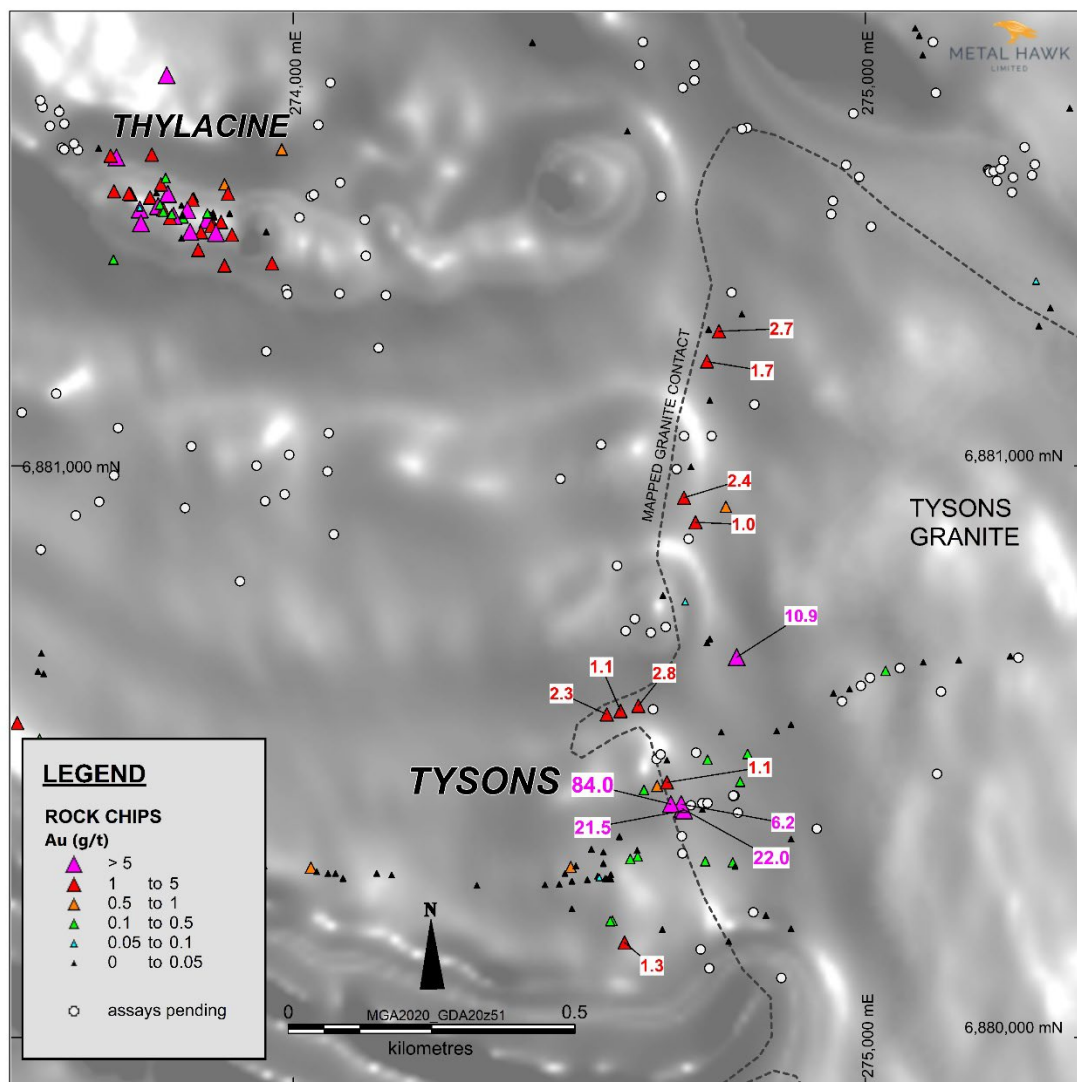 METAL HAWK
LIMITED
274,000 mE
275,000 mE
THYLACINE
2.7
1.7
MAPPED GRANITE CONTACT
6,881,000 mN
6,881,000 mN
2.4
1.0
TYSONS
GRANITE
10.9
1.1
2.8
2.3
TYSONS
1.1
84.0
6.2
21.5
22.0
1.3
LEGEND
ROCK CHIPS
Au (g/t)
> 5
1 to 5
0.5 to 1
0.1 to 0.5
0.05 to 0.1
0 to 0.05
assays pending
N
0 MGA2020_GDA20z51 0.5
kilometres
275,000 mE
6,880,000 mN